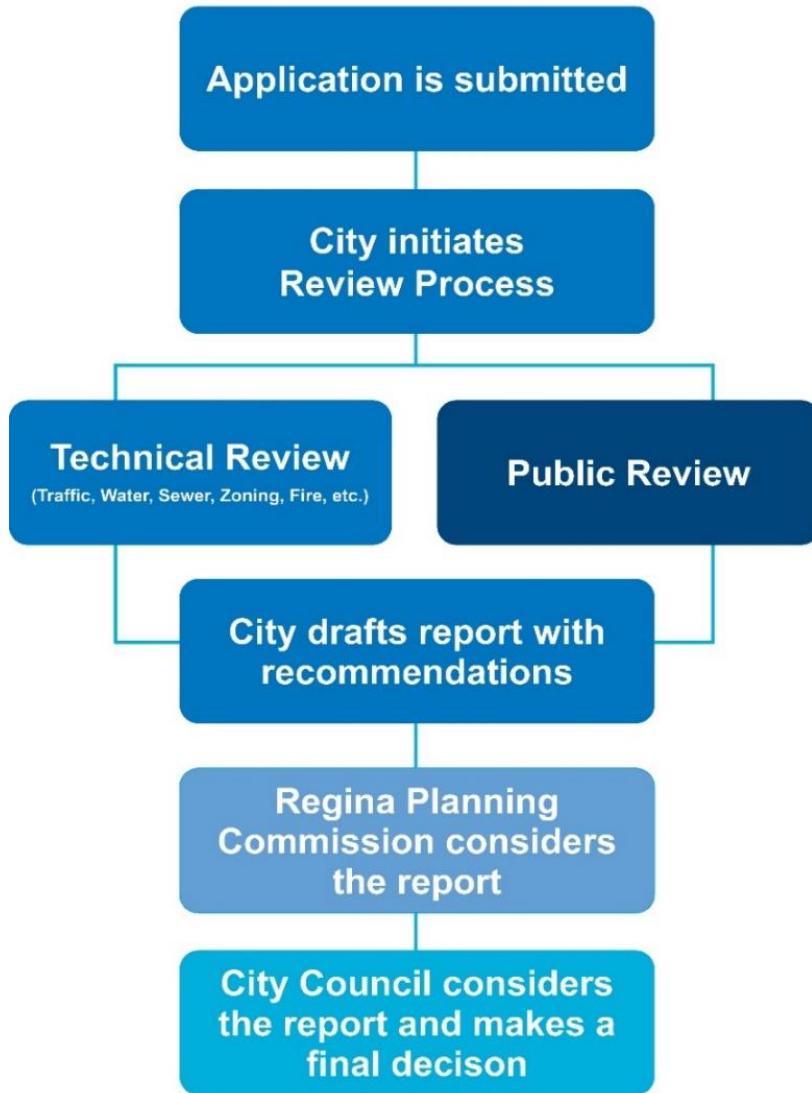 Application is submitted
City initiates
Review Process
Technical Review
(Traffic, Water, Sewer, Zoning, Fire, etc.)
Public Review
City drafts report with
recommendations
Regina Planning
Commission considers
the report
City Council considers
the report and makes a
final decison